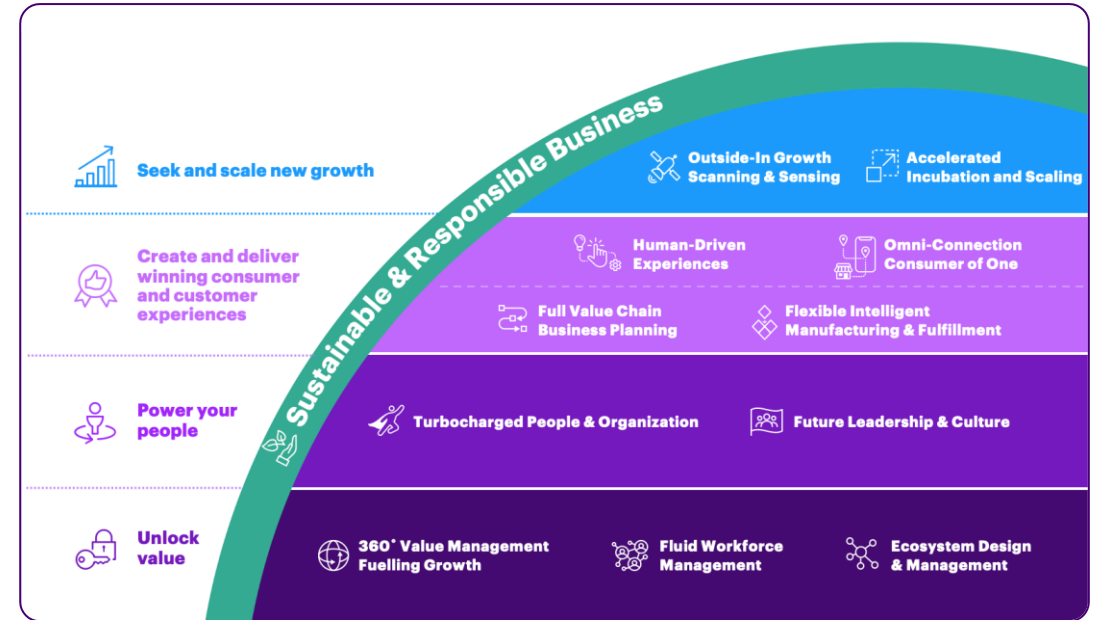 Sustainable & Responsible Business
Seek and scale new growth
Outside-In Growth
Scanning & Sensing
Accelerated
Incubation and Scaling
Create and deliver
winning consumer
and customer
experiences
Human-Driven
Experiences
Omni-Connection
Consumer of One
Full Value Chain
Business Planning
Flexible Intelligent
Manufacturing & Fulfillment
Power your
people
Turbocharged People & Organization
Future Leadership & Culture
Unlock
value
360° Value Management
Fuelling Growth
Fluid Workforce
Management
Ecosystem Design
& Management